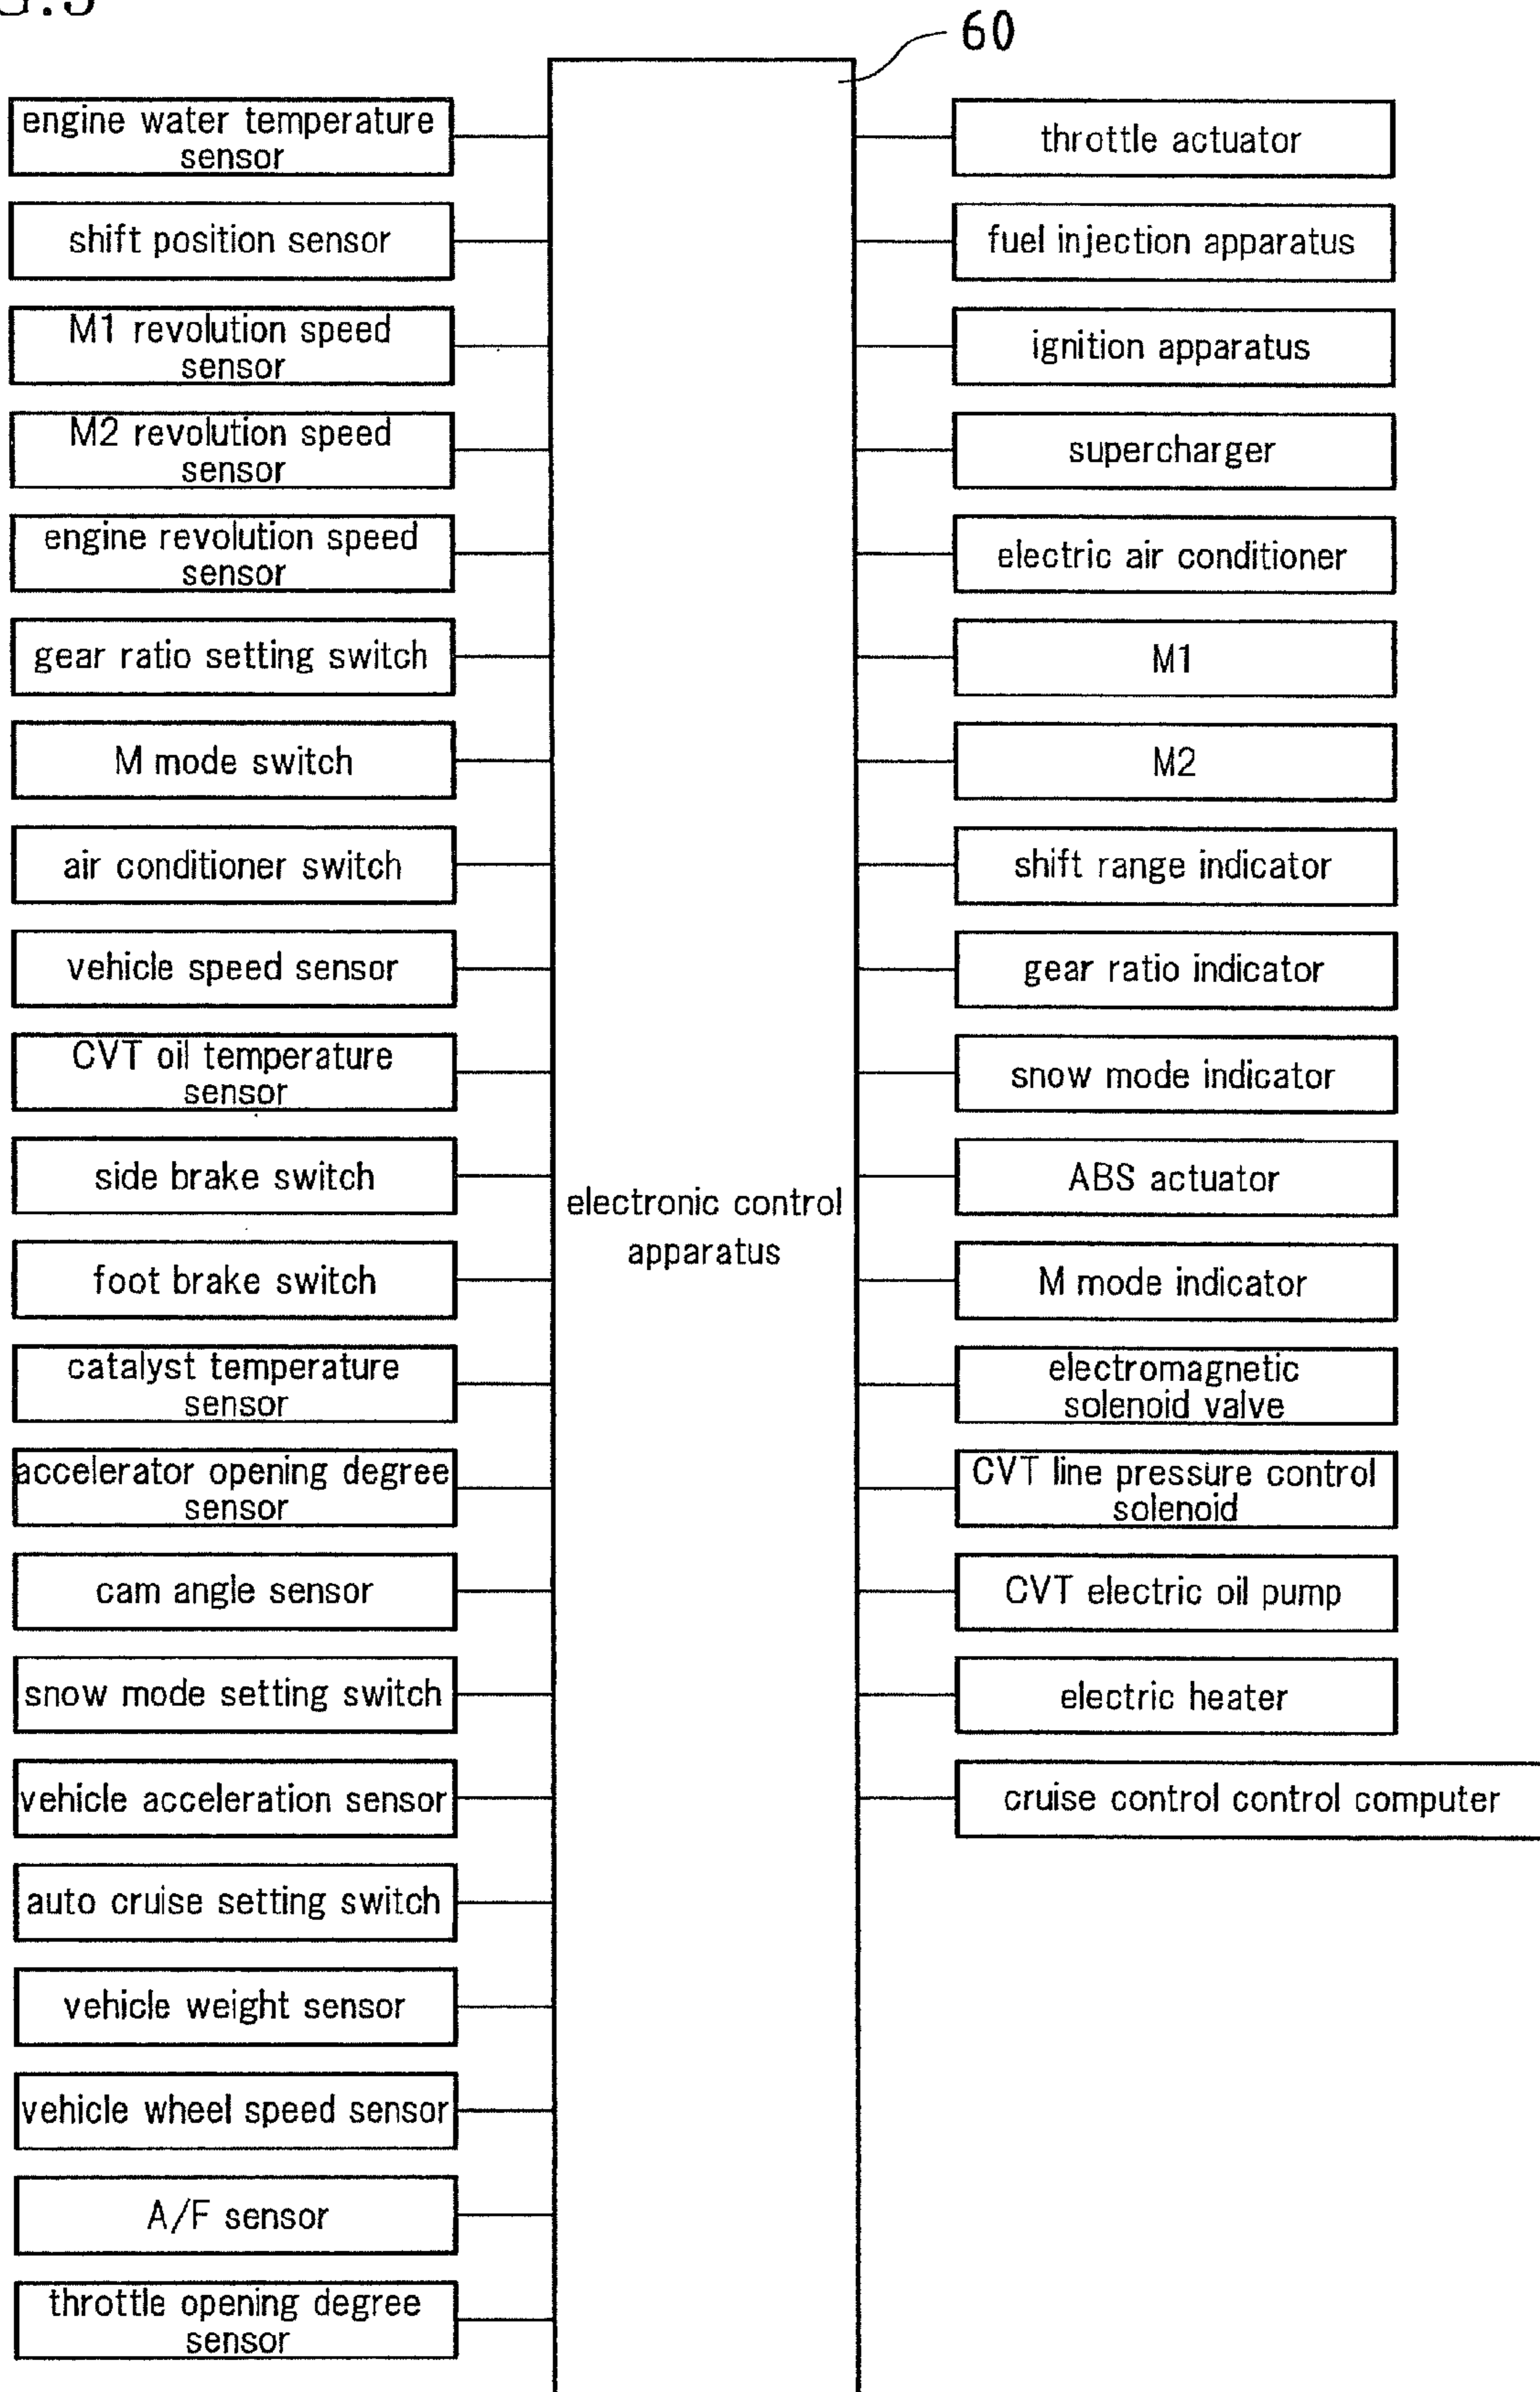 60
engine water temperature
sensor
shift position sensor
M1 revolution speed
sensor
M2 revolution speed
sensor
engine revolution speed
sensor
gear ratio setting switch
M mode switch
air conditioner switch
vehicle speed sensor
CVT oil temperature
sensor
side brake switch
foot brake switch
catalyst temperature
sensor
accelerator opening degree
sensor
cam angle sensor
snow mode setting switch
vehicle acceleration sensor
auto cruise setting switch
vehicle weight sensor
vehicle wheel speed sensor
A/F sensor
throttle opening degree
sensor
electronic control
apparatus
throttle actuator
fuel injection apparatus
ignition apparatus
supercharger
electric air conditioner
M1
M2
shift range indicator
gear ratio indicator
snow mode indicator
ABS actuator
M mode indicator
electromagnetic
solenoid valve
CVT line pressure control
solenoid
CVT electric oil pump
electric heater
cruise control control computer